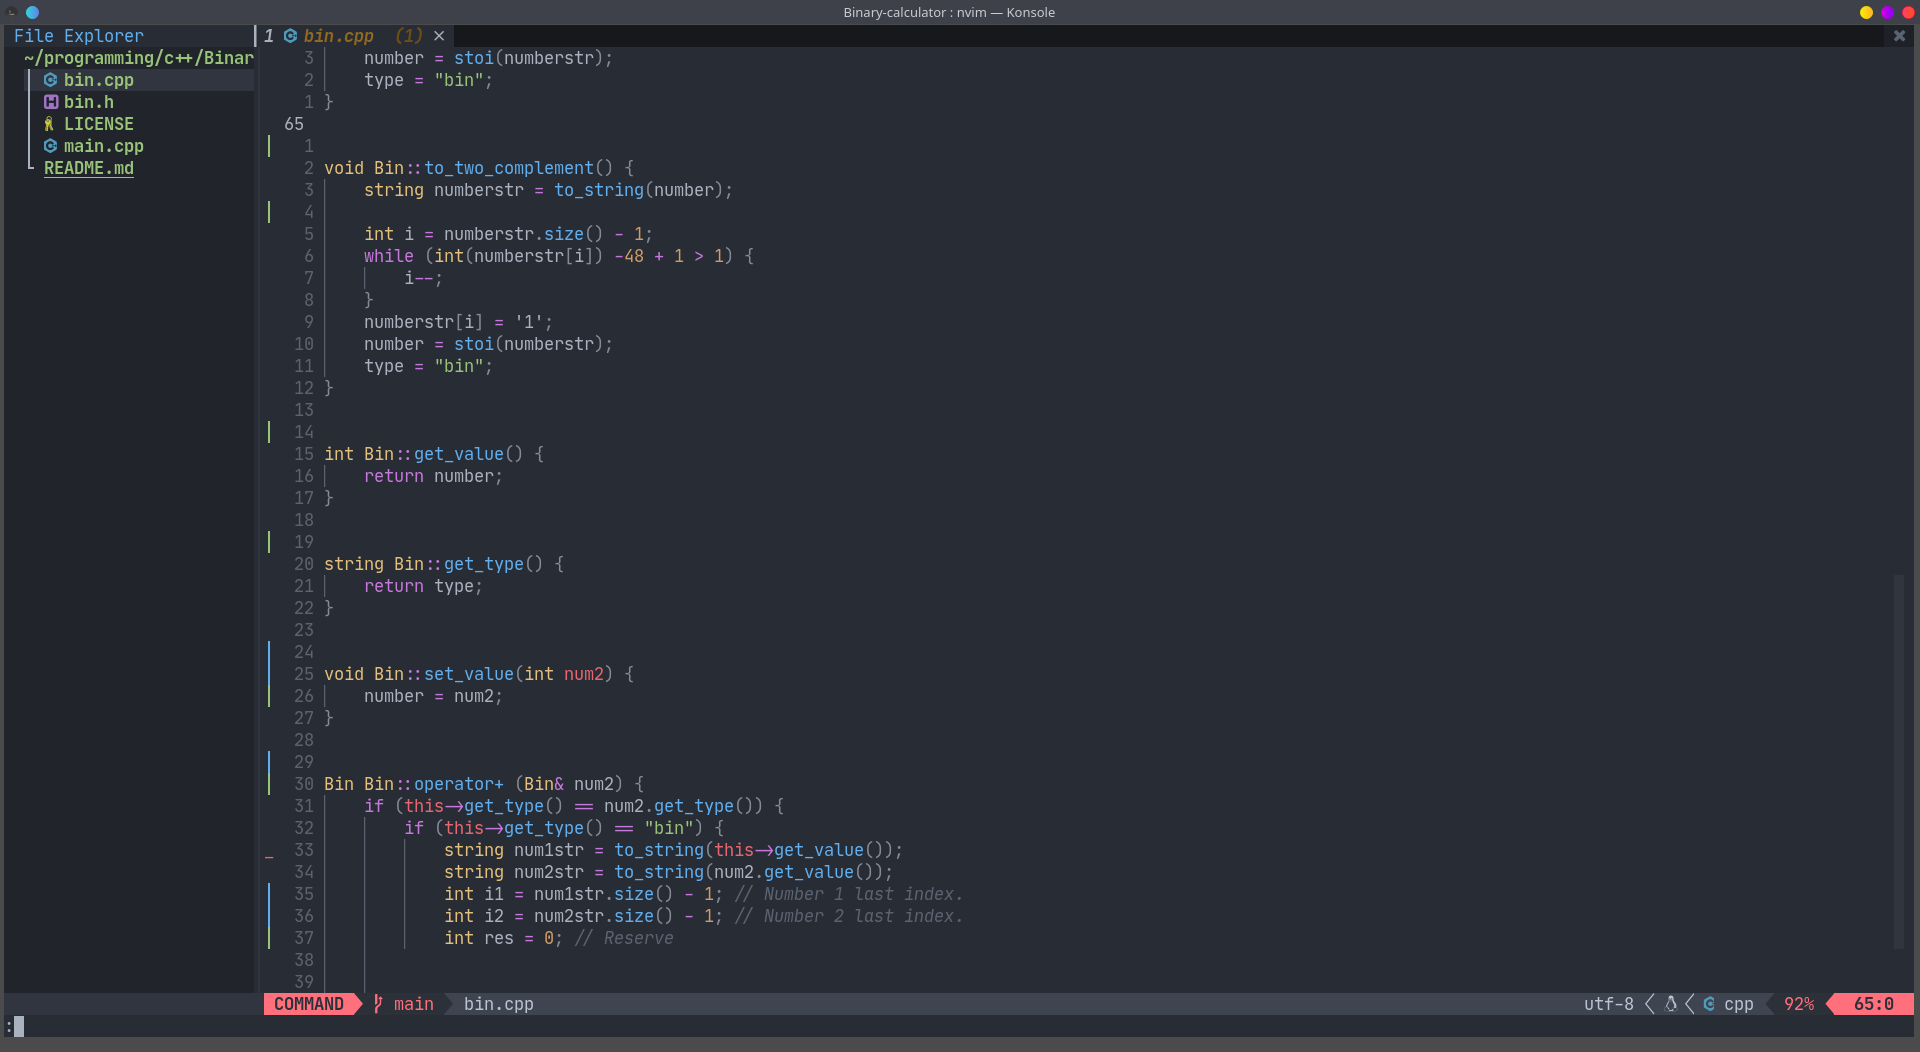 Binary-calculator : nvim — Konsole
File Explorer
1 bin.cpp (1) ×
~/programming/c++/Binar
bin.cpp
bin.h
LICENSE
main.cpp
README.md
3     number = stoi(numberstr);
2     type = "bin";
1 }
65
1
2 void Bin::to_two_complement() {
3     string numberstr = to_string(number);
4
5     int i = numberstr.size() - 1;
6     while (int(numberstr[i]) -48 + 1 > 1) {
7         i--;
8     }
9     numberstr[i] = '1';
10     number = stoi(numberstr);
11     type = "bin";
12 }
13
14
15 int Bin::get_value() {
16     return number;
17 }
18
19
20 string Bin::get_type() {
21     return type;
22 }
23
24
25 void Bin::set_value(int num2) {
26     number = num2;
27 }
28
29
30 Bin Bin::operator+ (Bin& num2) {
31     if (this->get_type() == num2.get_type()) {
32         if (this->get_type() == "bin") {
33             string num1str = to_string(this->get_value());
34             string num2str = to_string(num2.get_value());
35             int i1 = num1str.size() - 1; // Number 1 last index.
36             int i2 = num2str.size() - 1; // Number 2 last index.
37             int res = 0; // Reserve
38
39
COMMAND main bin.cpp utf-8 cpp 92% 65:0
: